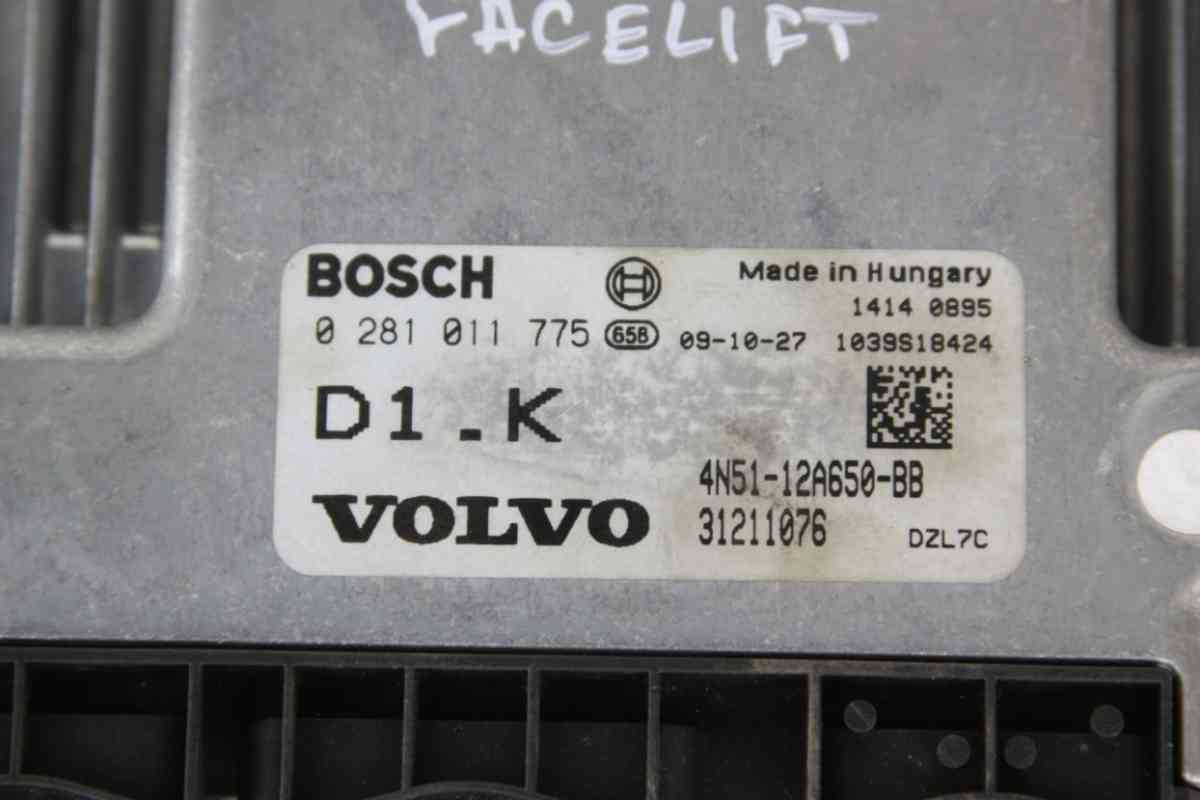 FACELIFT
BOSCH Made in Hungary
1414 0895
0 281 011 775 65B 09-10-27 1039S18424
D1.K
4N51-12A650-BB
VOLVO 31211076 DZL7C